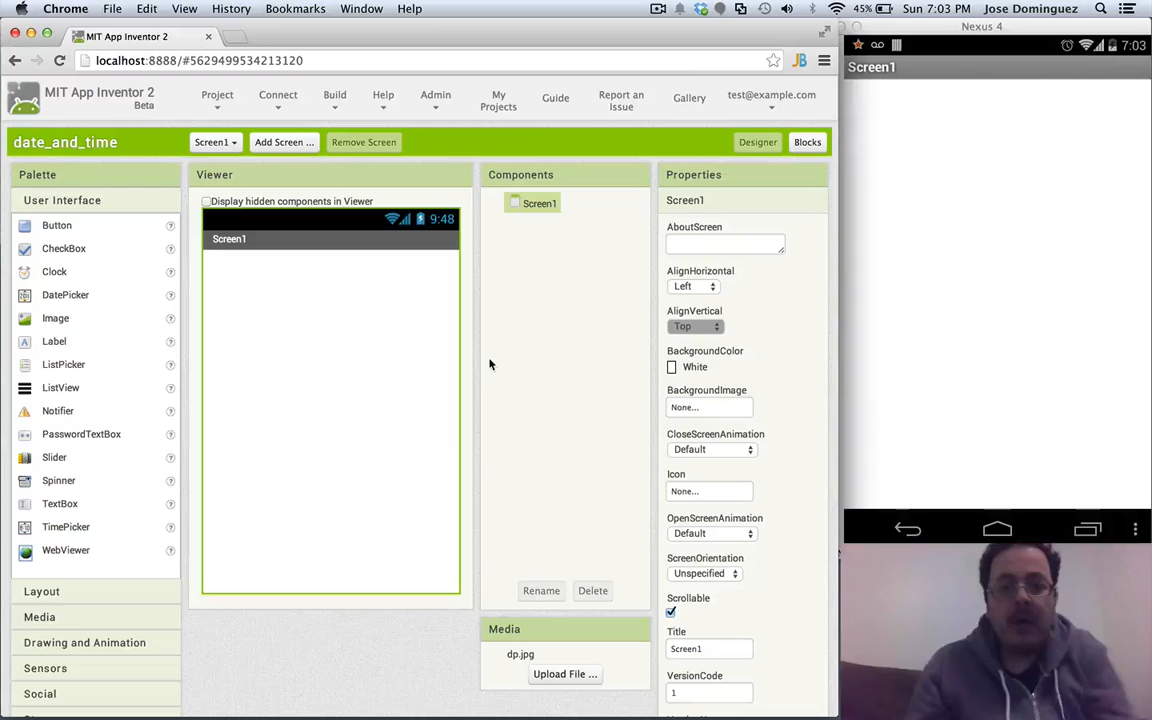 Chrome File Edit View History Bookmarks Window Help 45% Sun 7:03 PM Jose Dominguez
MIT App Inventor 2
Nexus 4
localhost:8888/#5629499534213120
7:03
Screen1
MIT App Inventor 2
Beta
Project Connect Build Help Admin My Projects Guide Report an Issue Gallery test@example.com
date_and_time Screen1 Add Screen ... Remove Screen Designer Blocks
Palette
User Interface
Button
CheckBox
Clock
DatePicker
Image
Label
ListPicker
ListView
Notifier
PasswordTextBox
Slider
Spinner
TextBox
TimePicker
WebViewer
Layout
Media
Drawing and Animation
Sensors
Social
Viewer
Display hidden components in Viewer
9:48
Screen1
Components
Screen1
Rename Delete
Media
dp.jpg
Upload File ...
Properties
Screen1
AboutScreen
AlignHorizontal
Left
AlignVertical
Top
BackgroundColor
White
BackgroundImage
None...
CloseScreenAnimation
Default
Icon
None...
OpenScreenAnimation
Default
ScreenOrientation
Unspecified
Scrollable
Title
Screen1
VersionCode
1